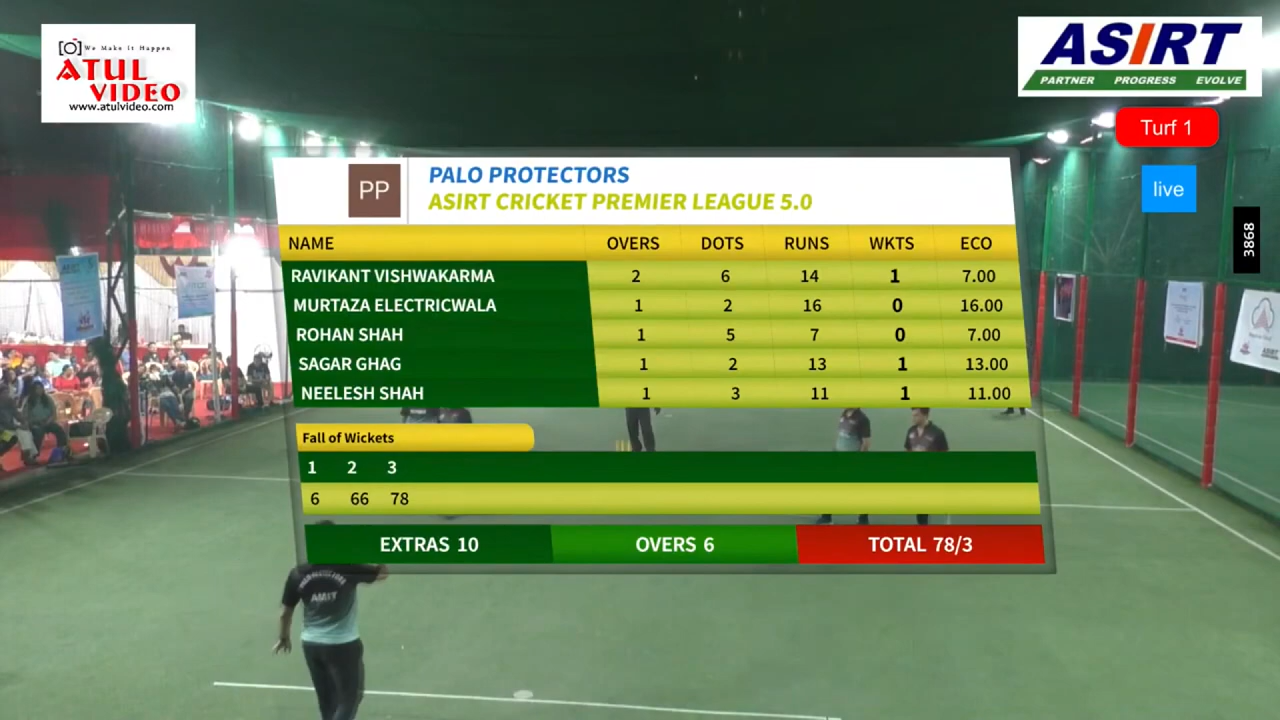 We Make It Happen
ATUL
VIDEO
www.atulvideo.com
ASIRT
PARTNER PROGRESS EVOLVE
Turf 1
live
3868
PP
PALO PROTECTORS
ASIRT CRICKET PREMIER LEAGUE 5.0
NAME OVERS DOTS RUNS WKTS ECO
RAVIKANT VISHWAKARMA 2 6 14 1 7.00
MURTAZA ELECTRICWALA 1 2 16 0 16.00
ROHAN SHAH 1 5 7 0 7.00
SAGAR GHAG 1 2 13 1 13.00
NEELESH SHAH 1 3 11 1 11.00
Fall of Wickets
1 2 3
6 66 78
EXTRAS 10 OVERS 6 TOTAL 78/3
AMIT